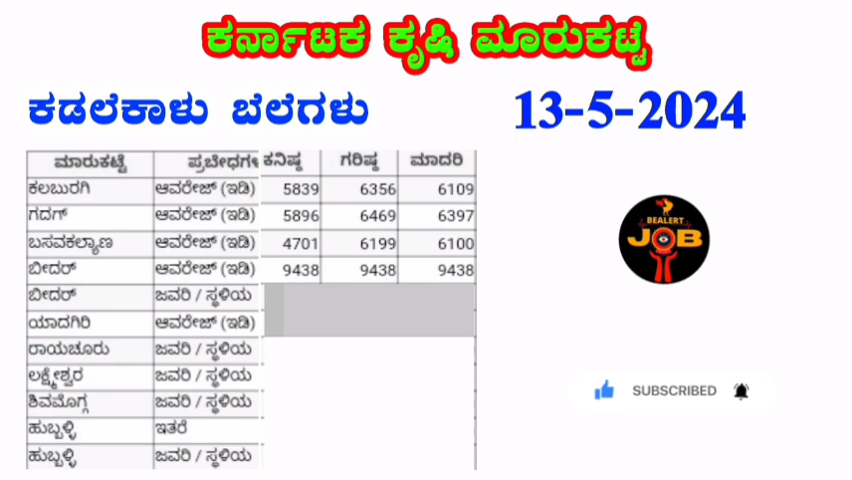 ಕರ್ನಾಟಕ ಕೃಷಿ ಮಾರುಕಟ್ಟೆ
ಕಡಲೆಕಾಳು ಬೆಲೆಗಳು 13-5-2024
ಮಾರುಕಟ್ಟೆ ಪ್ರಬೇಧಗಳ ಕನಿಷ್ಠ ಗರಿಷ್ಠ ಮಾದರಿ
ಕಲಬುರಗಿ ಆವರೇಜ್ (ಇಡಿ) 5839 6356 6109
ಗದಗ್ ಆವರೇಜ್ (ಇಡಿ) 5896 6469 6397
ಬಸವಕಲ್ಯಾಣ ಆವರೇಜ್ (ಇಡಿ) 4701 6199 6100
ಬೀದರ್ ಆವರೇಜ್ (ಇಡಿ) 9438 9438 9438
ಬೀದರ್ ಜವರಿ / ಸ್ಥಳಿಯ
ಯಾದಗಿರಿ ಆವರೇಜ್ (ಇಡಿ)
ರಾಯಚೂರು ಜವರಿ / ಸ್ಥಳಿಯ
ಲಕ್ಷ್ಮೇಶ್ವರ ಜವರಿ / ಸ್ಥಳಿಯ
ಶಿವಮೊಗ್ಗ ಜವರಿ / ಸ್ಥಳಿಯ
ಹುಬ್ಬಳ್ಳಿ ಇತರೆ
ಹುಬ್ಬಳ್ಳಿ ಜವರಿ / ಸ್ಥಳಿಯ
BEALERT
JOB
SUBSCRIBED